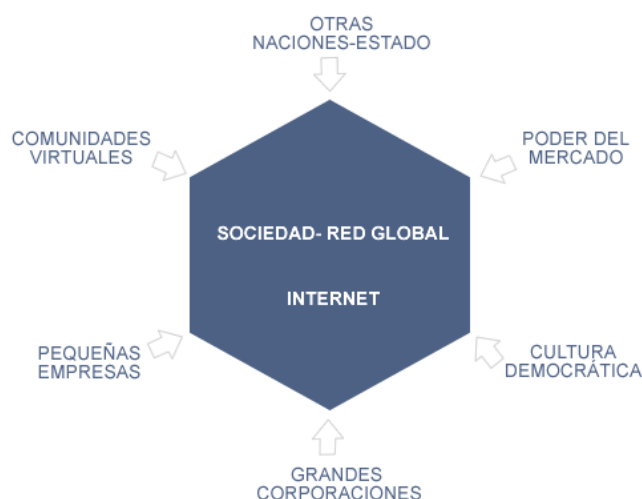 OTRAS
NACIONES-ESTADO
COMUNIDADES
VIRTUALES
PODER DEL
MERCADO
SOCIEDAD- RED GLOBAL
INTERNET
PEQUEÑAS
EMPRESAS
CULTURA
DEMOCRÁTICA
GRANDES
CORPORACIONES